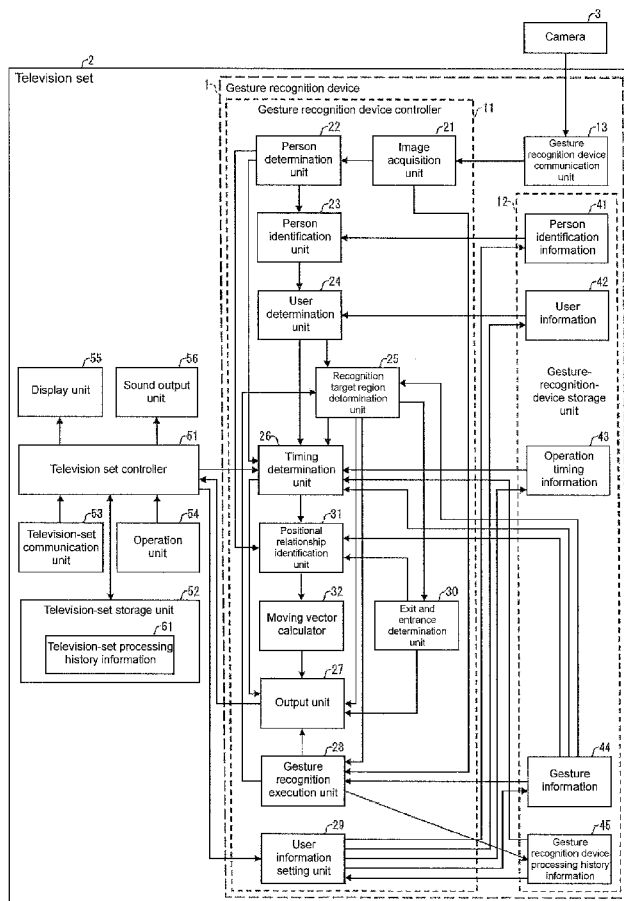 3
Camera
2
Television set
1
Gesture recognition device
Gesture recognition device controller
11
22
Person
determination unit
21
Image
acquisition unit
13
Gesture
recognition device
communication unit
23
Person
identification unit
12
41
Person
identification
information
24
User
determination unit
42
User
information
55
Display unit
56
Sound output
unit
25
Recognition
target region
determination
unit
Gesture-
recognition-
device storage
unit
51
Television set controller
26
Timing
determination
unit
43
Operation
timing
information
53
Television-set
communication
unit
54
Operation
unit
31
Positional
relationship
identification
unit
52
Television-set storage unit
61
Television-set processing
history information
32
Moving vector
calculator
30
Exit and
entrance
determination
unit
27
Output unit
28
Gesture
recognition
execution unit
44
Gesture
information
29
User
information
setting unit
45
Gesture
recognition device
processing history
information